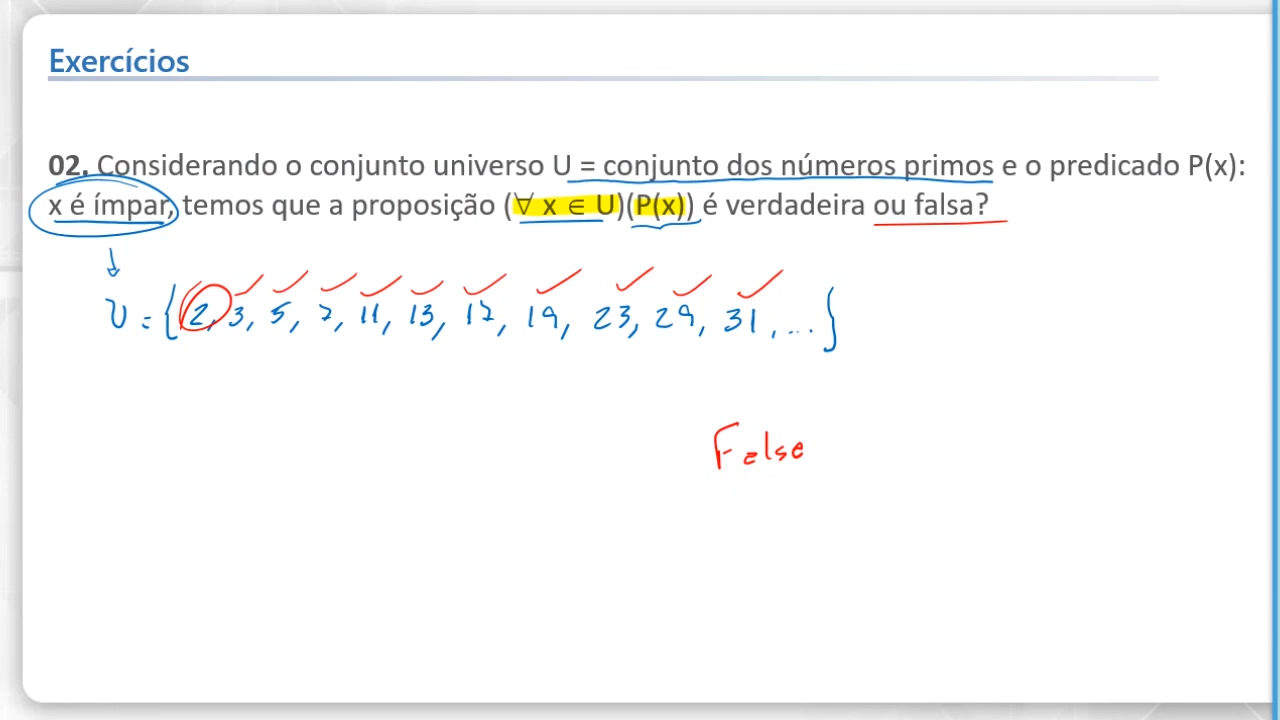 Exercícios
02. Considerando o conjunto universo U = conjunto dos números primos e o predicado P(x):
x é ímpar, temos que a proposição (∀ x ∈ U)(P(x)) é verdadeira ou falsa?
U = {2, 3, 5, 7, 11, 13, 17, 19, 23, 29, 31, ...}
False